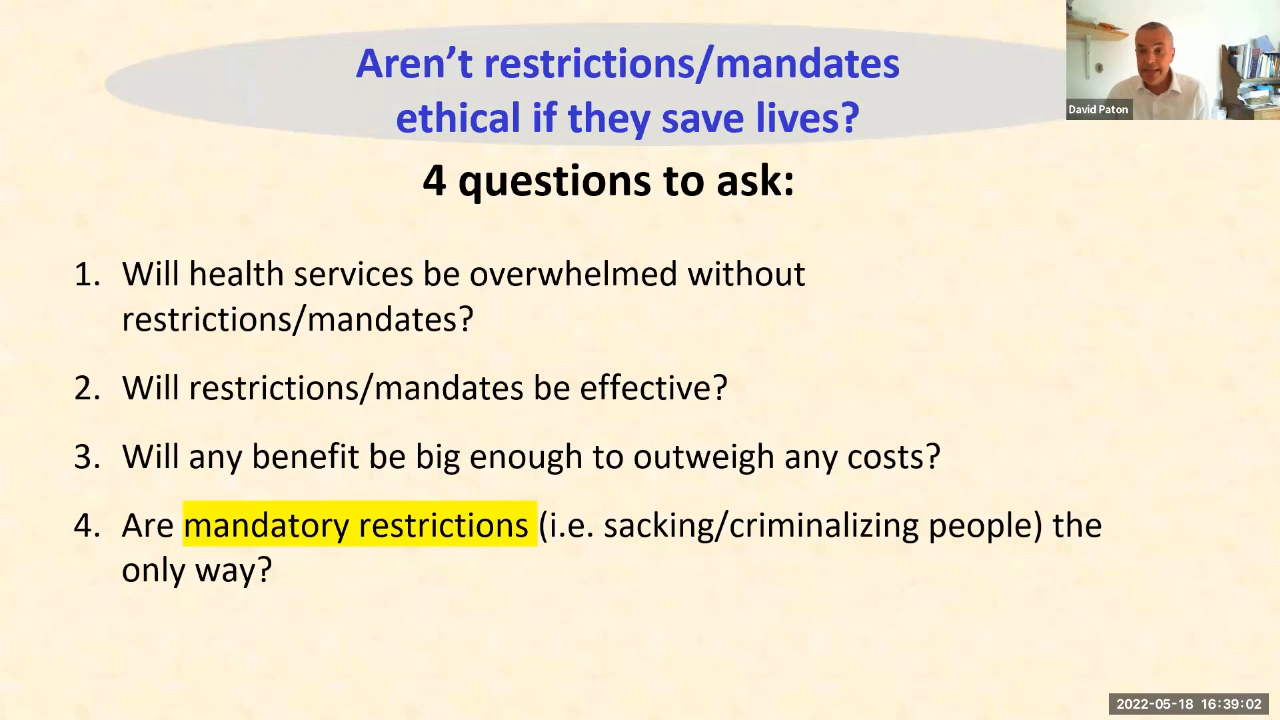 Aren’t restrictions/mandates
ethical if they save lives?
David Paton
4 questions to ask:
1. Will health services be overwhelmed without
restrictions/mandates?
2. Will restrictions/mandates be effective?
3. Will any benefit be big enough to outweigh any costs?
4. Are mandatory restrictions (i.e. sacking/criminalizing people) the
only way?
2022-05-18 16:39:02